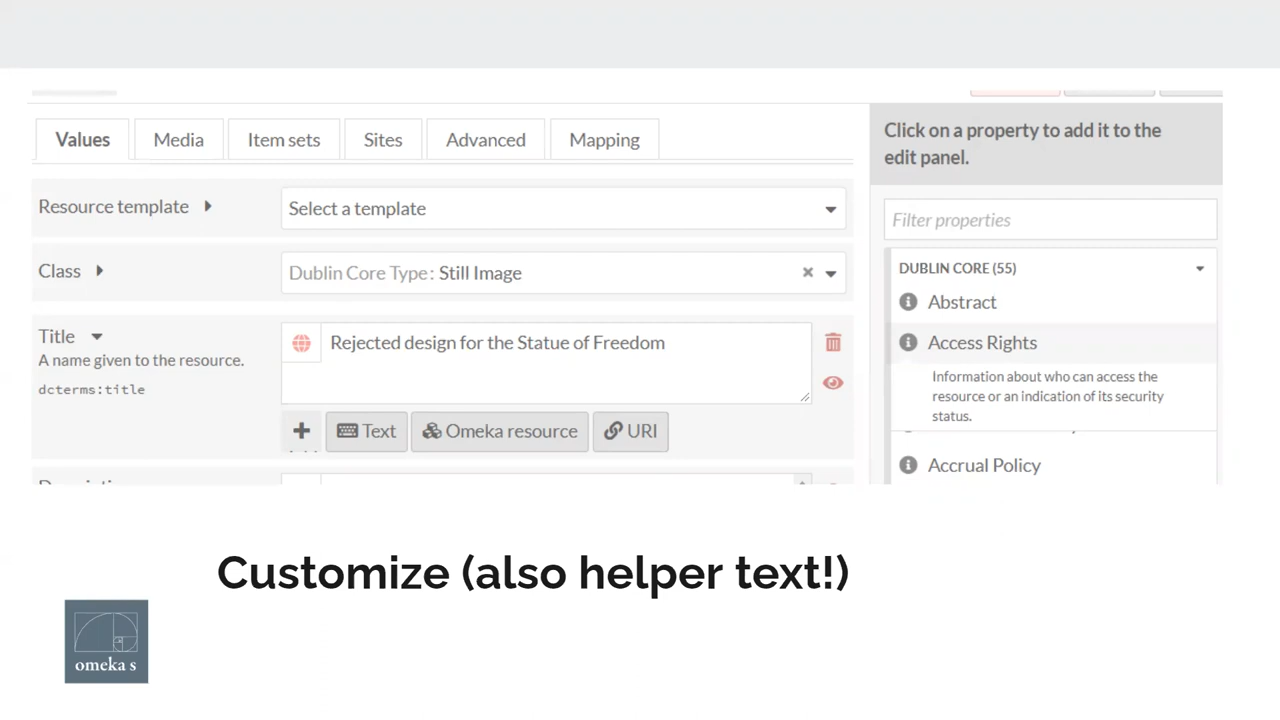 Values
Media
Item sets
Sites
Advanced
Mapping
Click on a property to add it to the
edit panel.
Resource template
Select a template
Filter properties
Class
Dublin Core Type: Still Image
DUBLIN CORE (55)
Abstract
Title
A name given to the resource.
dcterms:title
Rejected design for the Statue of Freedom
Access Rights
Information about who can access the
resource or an indication of its security
status.
Text
Omeka resource
URI
Accrual Policy
Customize (also helper text!)
omeka s